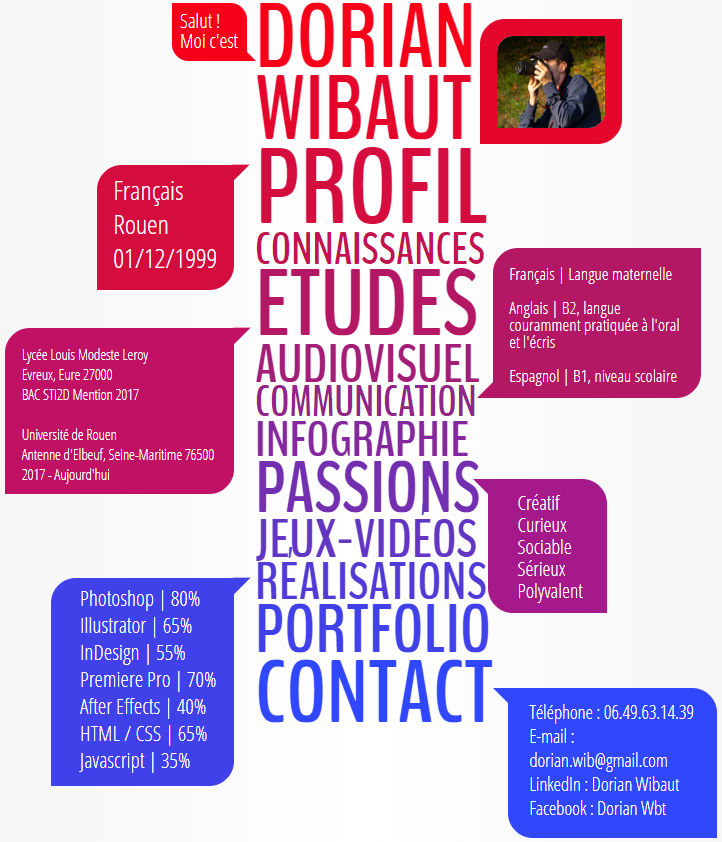 Salut !
Moi c'est
DORIAN
WIBAUT
PROFIL
Français
Rouen
01/12/1999
CONNAISSANCES
ETUDES
Français | Langue maternelle
Anglais | B2, langue
couramment pratiquée à l'oral
et l'écris
Espagnol | B1, niveau scolaire
Lycée Louis Modeste Leroy
Evreux, Eure 27000
BAC STI2D Mention 2017
Université de Rouen
Antenne d'Elbeuf, Seine-Maritime 76500
2017 - Aujourd'hui
AUDIOVISUEL
COMMUNICATION
INFOGRAPHIE
PASSIONS
Créatif
Curieux
Sociable
Sérieux
Polyvalent
JEUX-VIDÉOS
RÉALISATIONS
PORTFOLIO
CONTACT
Photoshop | 80%
Illustrator | 65%
InDesign | 55%
Premiere Pro | 70%
After Effects | 40%
HTML / CSS | 65%
Javascript | 35%
Téléphone : 06.49.63.14.39
E-mail :
dorian.wib@gmail.com
LinkedIn : Dorian Wibaut
Facebook : Dorian Wbt